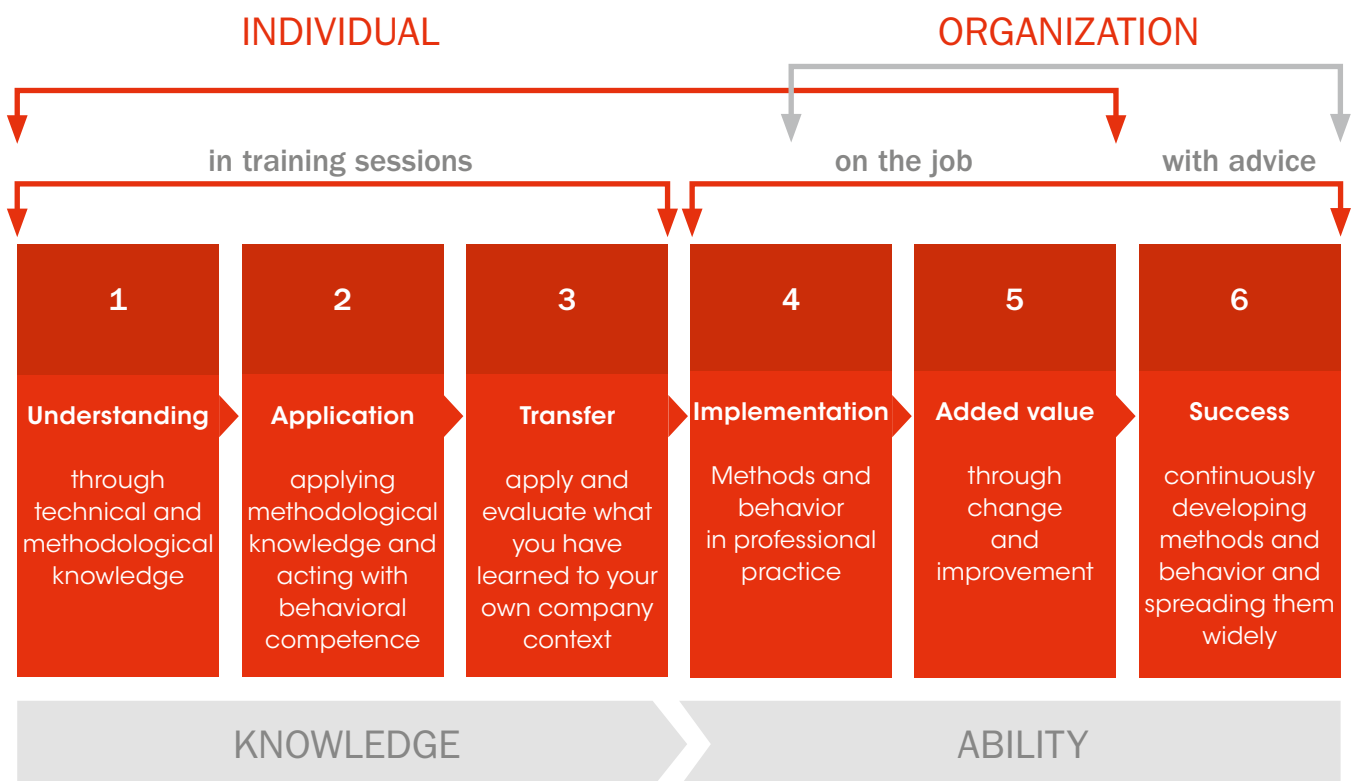 INDIVIDUAL
ORGANIZATION
in training sessions
on the job
with advice
1
Understanding
through
technical and
methodological
knowledge
2
Application
applying
methodological
knowledge and
acting with
behavioral
competence
3
Transfer
apply and
evaluate what
you have
learned to your
own company
context
4
Implementation
Methods and
behavior
in professional
practice
5
Added value
through
change
and
improvement
6
Success
continuously
developing
methods and
behavior and
spreading them
widely
KNOWLEDGE
ABILITY